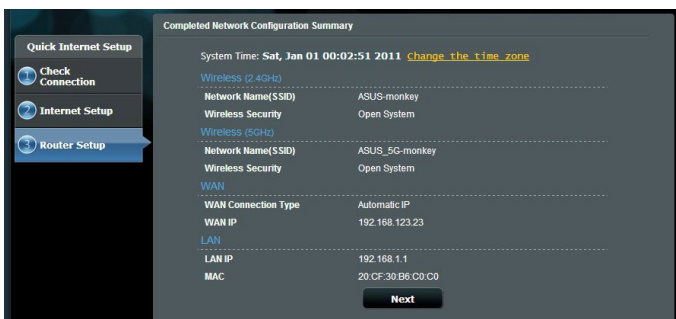 Completed Network Configuration Summary
Quick Internet Setup
1 Check Connection
2 Internet Setup
3 Router Setup
System Time: Sat, Jan 01 00:02:51 2011 Change the time zone
Wireless (2.4GHz)
Network Name(SSID) ASUS-monkey
Wireless Security Open System
Wireless (5GHz)
Network Name(SSID) ASUS_5G-monkey
Wireless Security Open System
WAN
WAN Connection Type Automatic IP
WAN IP 192.168.123.23
LAN
LAN IP 192.168.1.1
MAC 20:CF:30:B6:C0:C0
Next